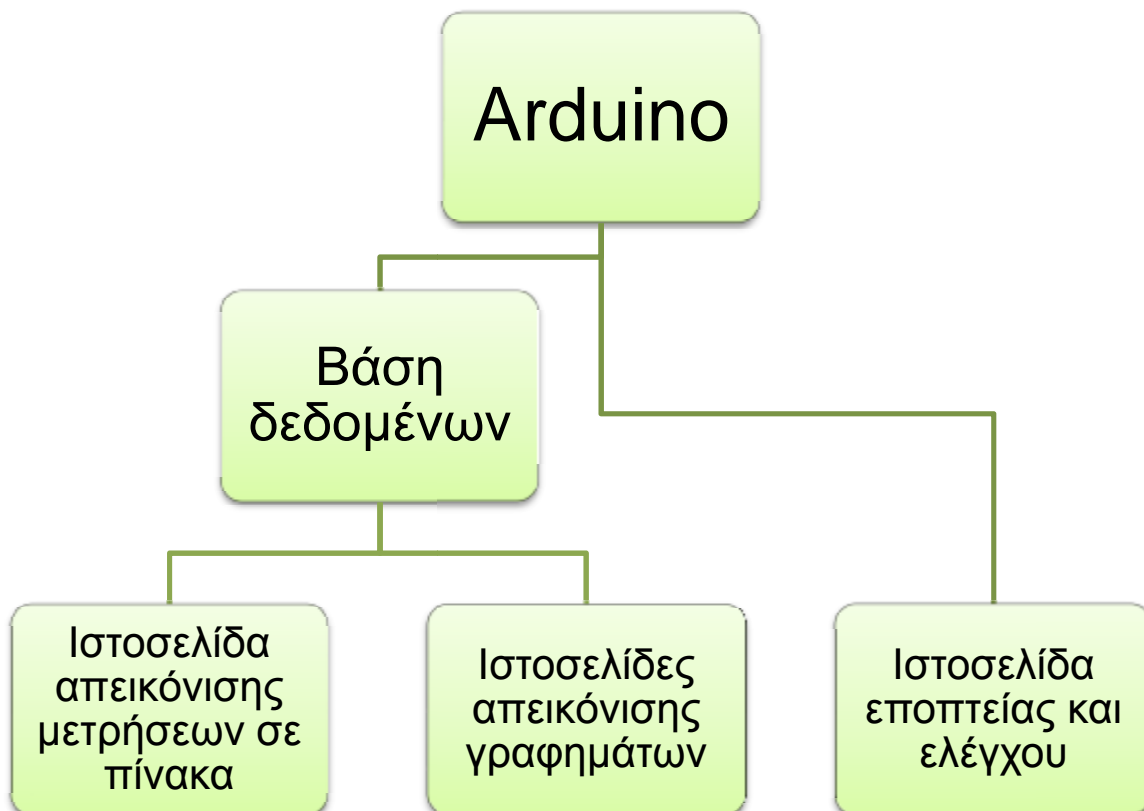 Arduino
Βάση
δεδομένων
Ιστοσελίδα
απεικόνισης
μετρήσεων σε
πίνακα
Ιστοσελίδες
απεικόνισης
γραφημάτων
Ιστοσελίδα
εποπτείας και
ελέγχου